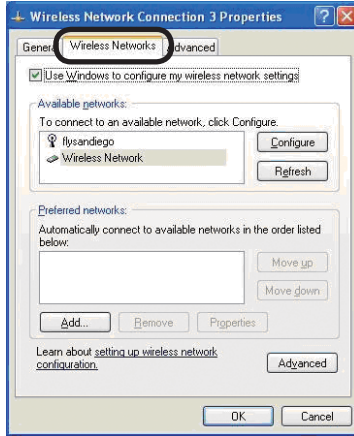 Wireless Network Connection 3 Properties
General Wireless Networks Advanced
Use Windows to configure my wireless network settings
Available networks:
To connect to an available network, click Configure.
flysandiego
Configure
Wireless Network
Refresh
Preferred networks:
Automatically connect to available networks in the order listed
below:
Move up
Move down
Add... Remove Properties
Learn about setting up wireless network
configuration.
Advanced
OK Cancel